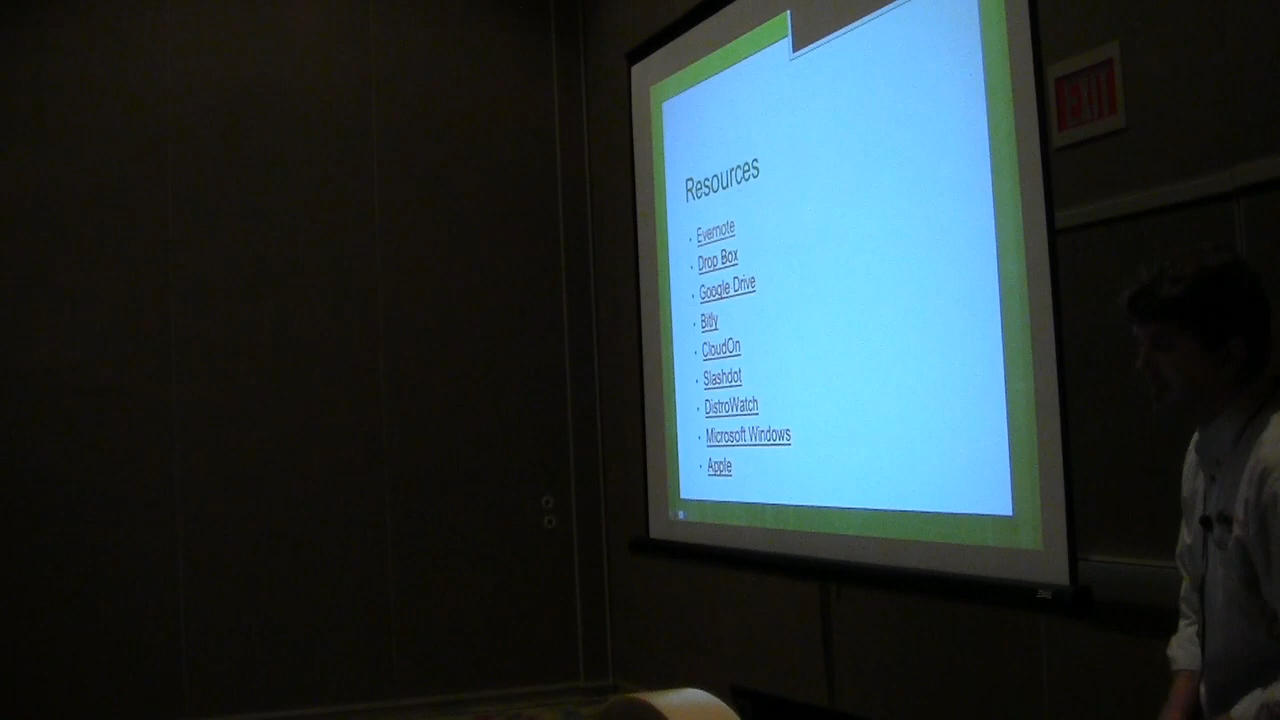 Resources
Evernote
Drop Box
Google Drive
Bitly
CloudOn
Slashdot
DistroWatch
Microsoft Windows
Apple
EXIT